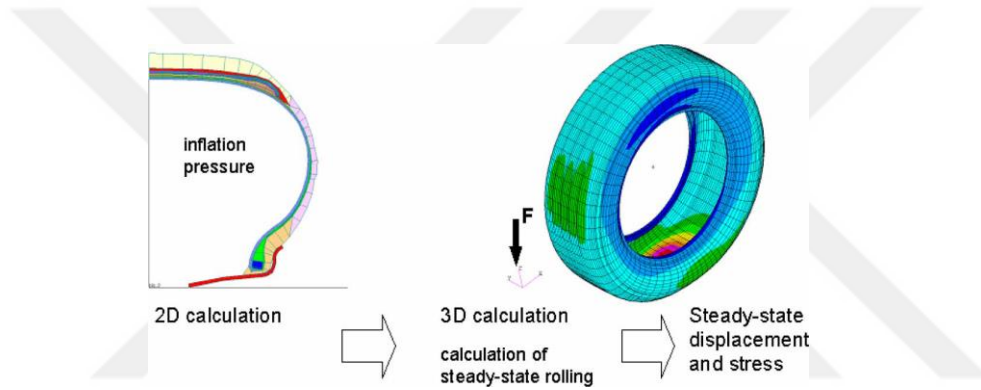 inflation
pressure
F
2D calculation
3D calculation
calculation of
steady-state rolling
Steady-state
displacement
and stress